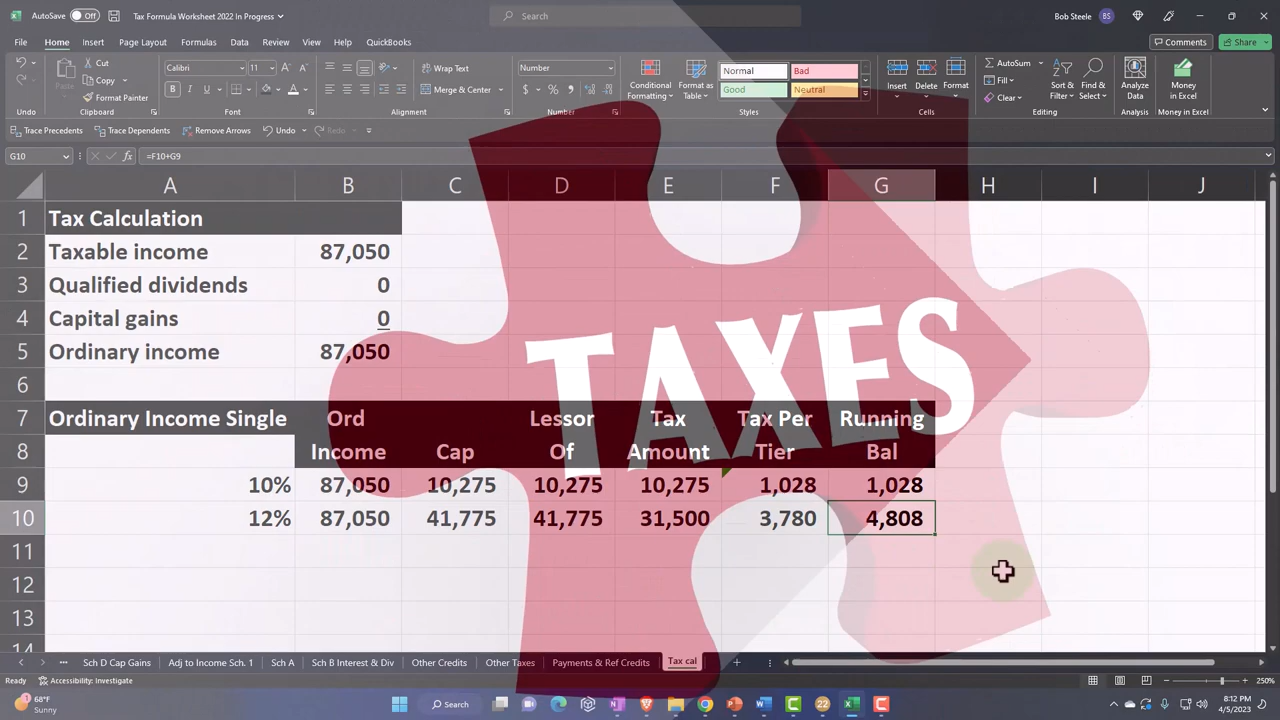 AutoSave Off Tax Formula Worksheet 2022 In Progress Search Bob Steele BS
File Home Insert Page Layout Formulas Data Review View Help QuickBooks Comments Share
Undo Paste Cut Copy Format Painter Clipboard
Calibri 11 B I U A Font
Wrap Text Merge & Center Alignment
Number $ % Number
Conditional Formatting Format as Table Normal Bad Good Neutral Styles
Insert Delete Format Cells
AutoSum Fill Clear Sort & Filter Find & Select Editing
Analyze Data Analysis
Money in Excel Money in Excel
Trace Precedents Trace Dependents Remove Arrows Undo Redo
G10 fx =F10+G9
A B C D E F G H I J
1 Tax Calculation
2 Taxable income 87,050
3 Qualified dividends 0
4 Capital gains 0
5 Ordinary income 87,050
6
TAXES
7 Ordinary Income Single Ord Lessor Tax Tax Per Running
8 Income Cap Of Amount Tier Bal
9 10% 87,050 10,275 10,275 10,275 1,028 1,028
10 12% 87,050 41,775 41,775 31,500 3,780 4,808
11
12
13
14
Sch D Cap Gains Adj to Income Sch. 1 Sch A Sch B Interest & Div Other Credits Other Taxes Payments & Ref Credits Tax cal
Ready Accessibility: Investigate 250%
68°F Sunny Search 22 8:12 PM 4/5/2023